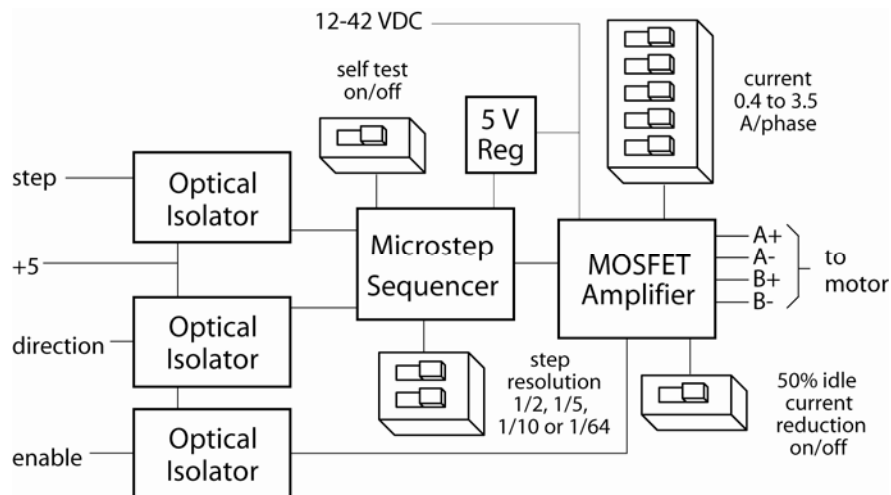 12-42 VDC
self test
on/off
5 V
Reg
current
0.4 to 3.5
A/phase
step
Optical
Isolator
+5
Microstep
Sequencer
MOSFET
Amplifier
A+
A-
B+
B-
to
motor
direction
Optical
Isolator
step
resolution
1/2, 1/5,
1/10 or 1/64
50% idle
current
reduction
on/off
enable
Optical
Isolator